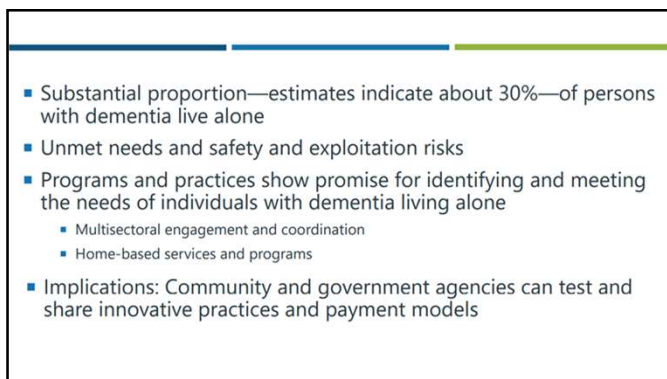 Substantial proportion—estimates indicate about 30%—of persons
with dementia live alone
Unmet needs and safety and exploitation risks
Programs and practices show promise for identifying and meeting
the needs of individuals with dementia living alone
Multisectoral engagement and coordination
Home-based services and programs
Implications: Community and government agencies can test and
share innovative practices and payment models